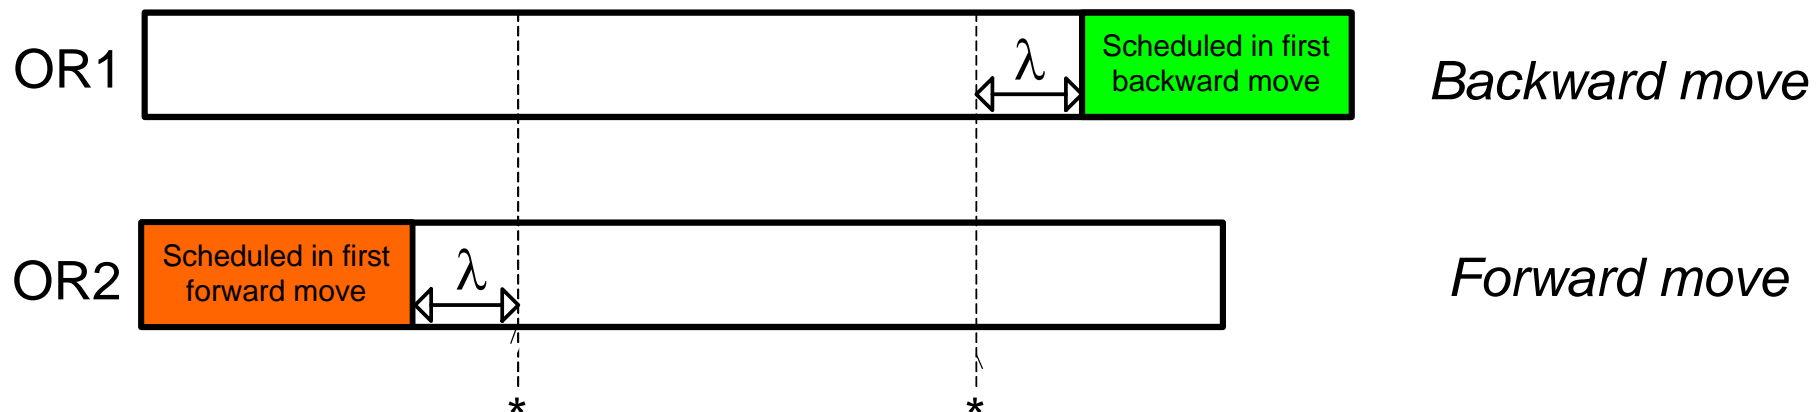 OR1
λ
Scheduled in first
backward move
Backward move
OR2
Scheduled in first
forward move
λ
Forward move
* *